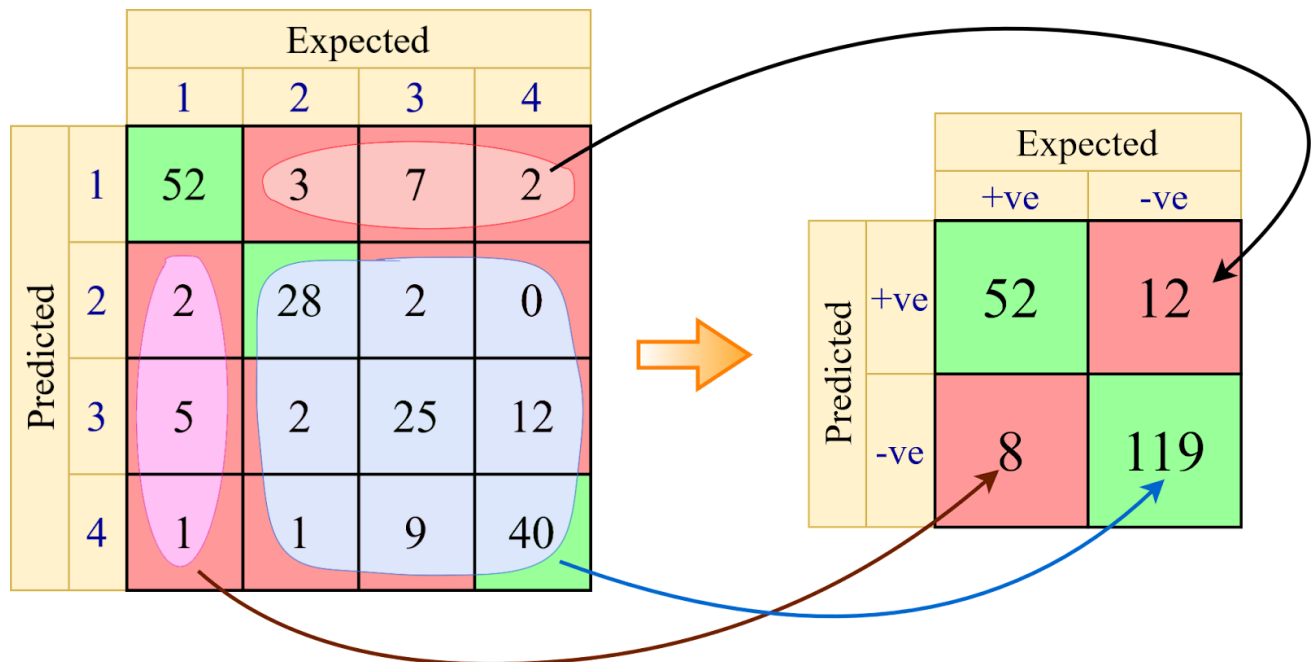 Expected
1 2 3 4
Predicted
1 52 3 7 2
2 2 28 2 0
3 5 2 25 12
4 1 1 9 40
Expected
+ve -ve
Predicted
+ve 52 12
-ve 8 119